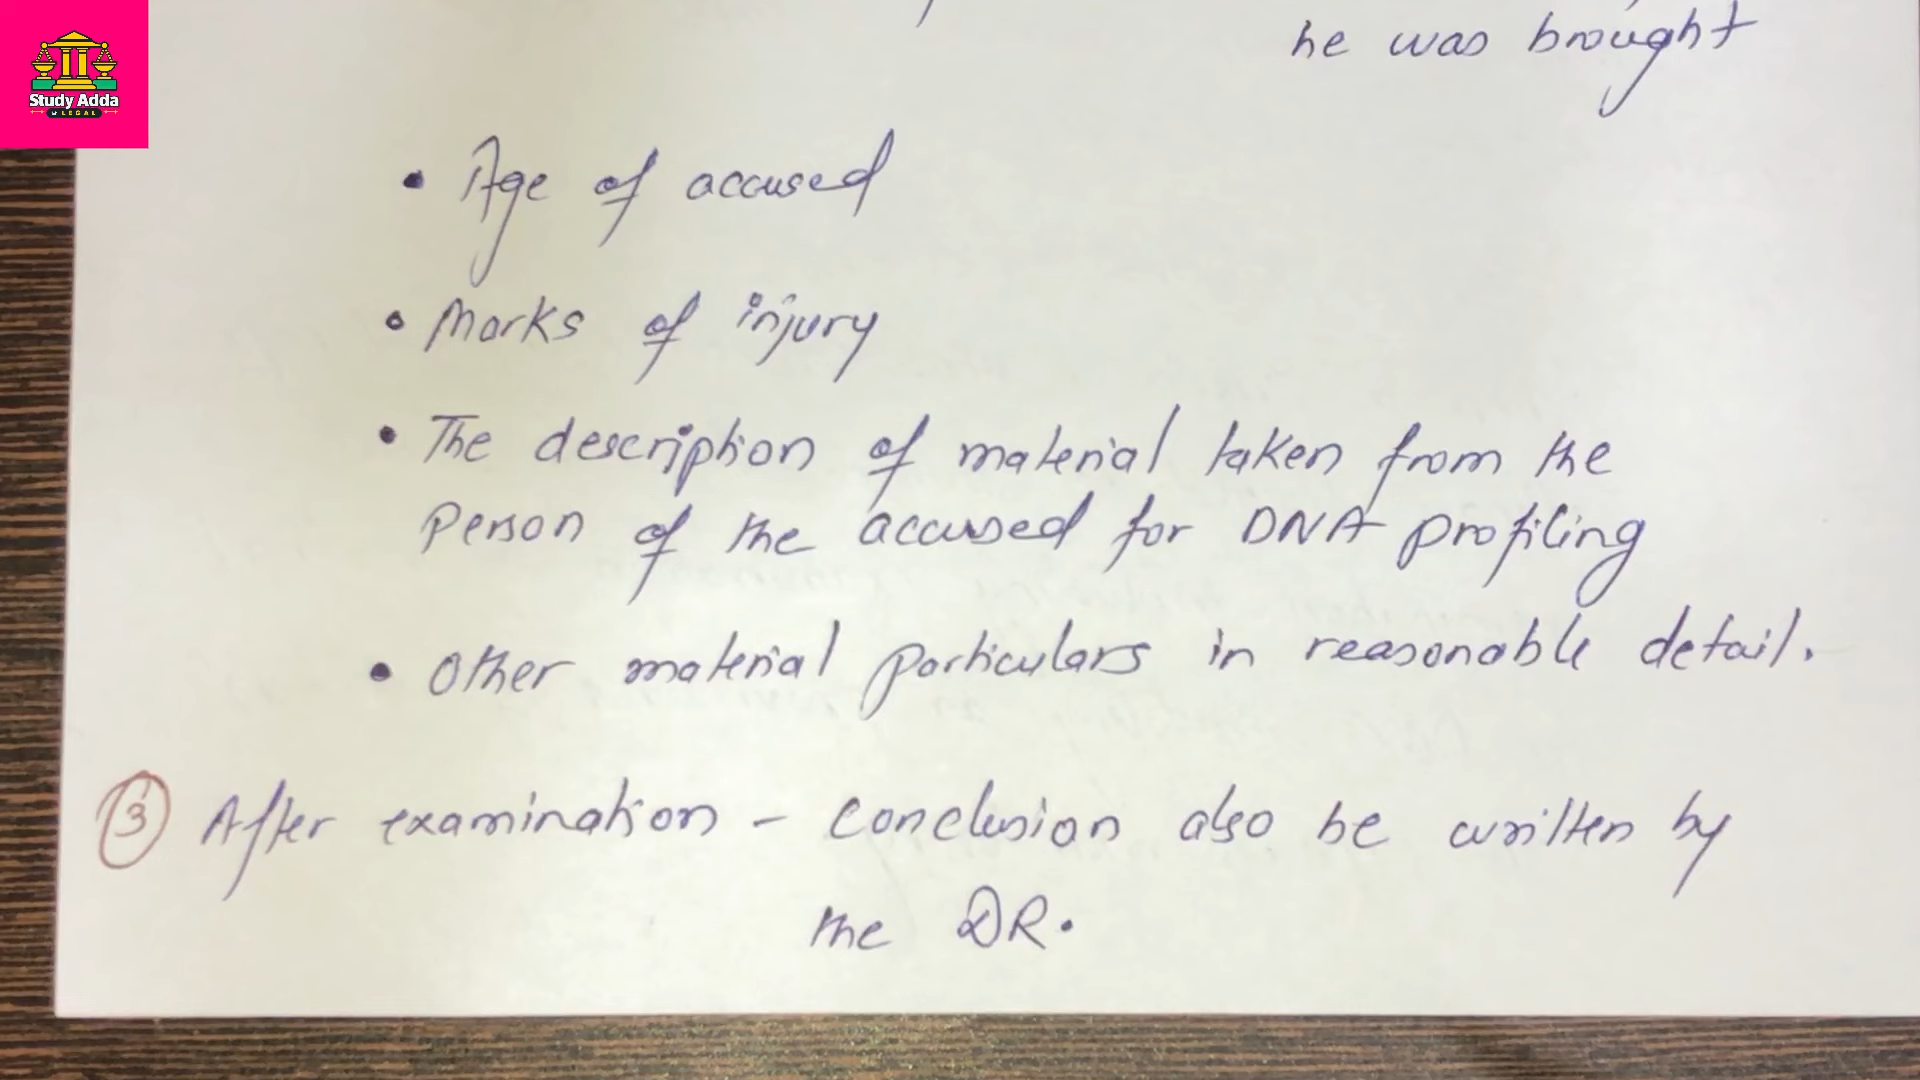 Study Adda
LEGAL
he was brought
• Age of accused
• Marks of injury
• The description of material taken from the
person of the accused for DNA profiling
• Other material particulars in reasonable detail.
③ After examination - conclusion also be written by
the DR.